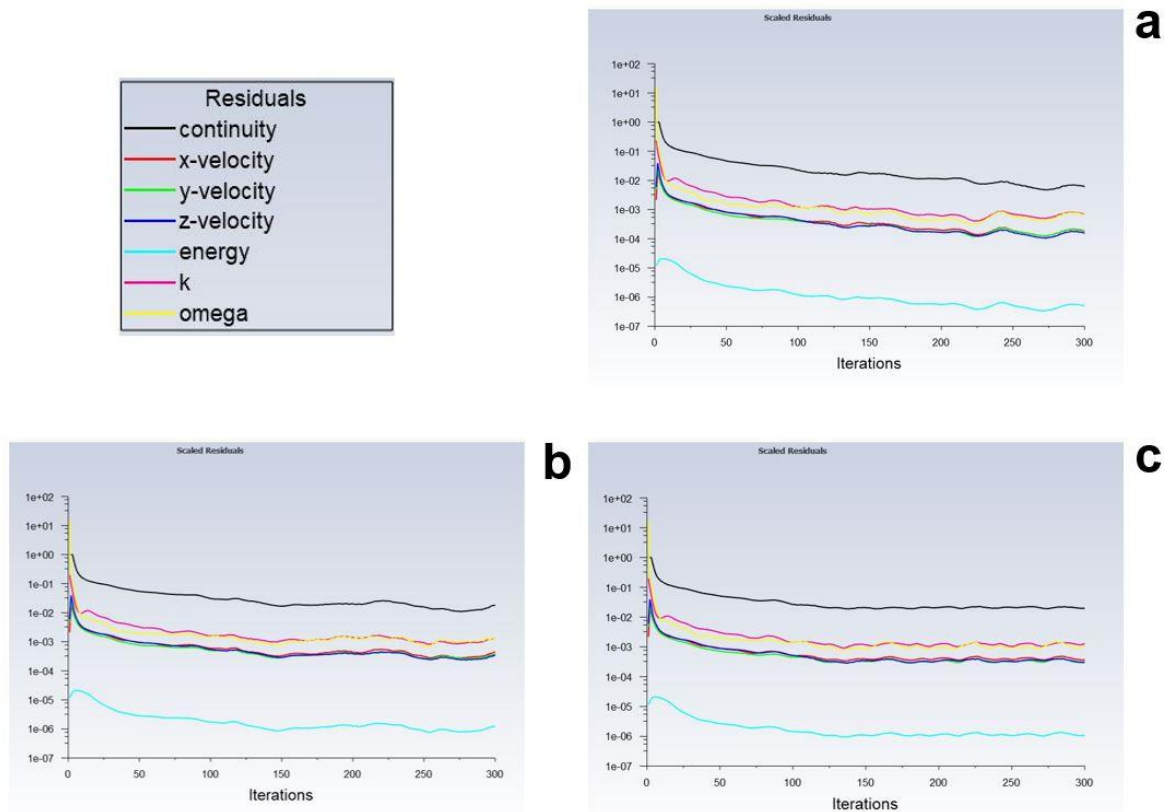 Residuals
continuity
x-velocity
y-velocity
z-velocity
energy
k
omega
a
Scaled Residuals
1e+02
1e+01
1e+00
1e-01
1e-02
1e-03
1e-04
1e-05
1e-06
1e-07
0 50 100 150 200 250 300
Iterations
b
Scaled Residuals
1e+02
1e+01
1e+00
1e-01
1e-02
1e-03
1e-04
1e-05
1e-06
1e-07
0 50 100 150 200 250 300
Iterations
c
Scaled Residuals
1e+02
1e+01
1e+00
1e-01
1e-02
1e-03
1e-04
1e-05
1e-06
1e-07
0 50 100 150 200 250 300
Iterations